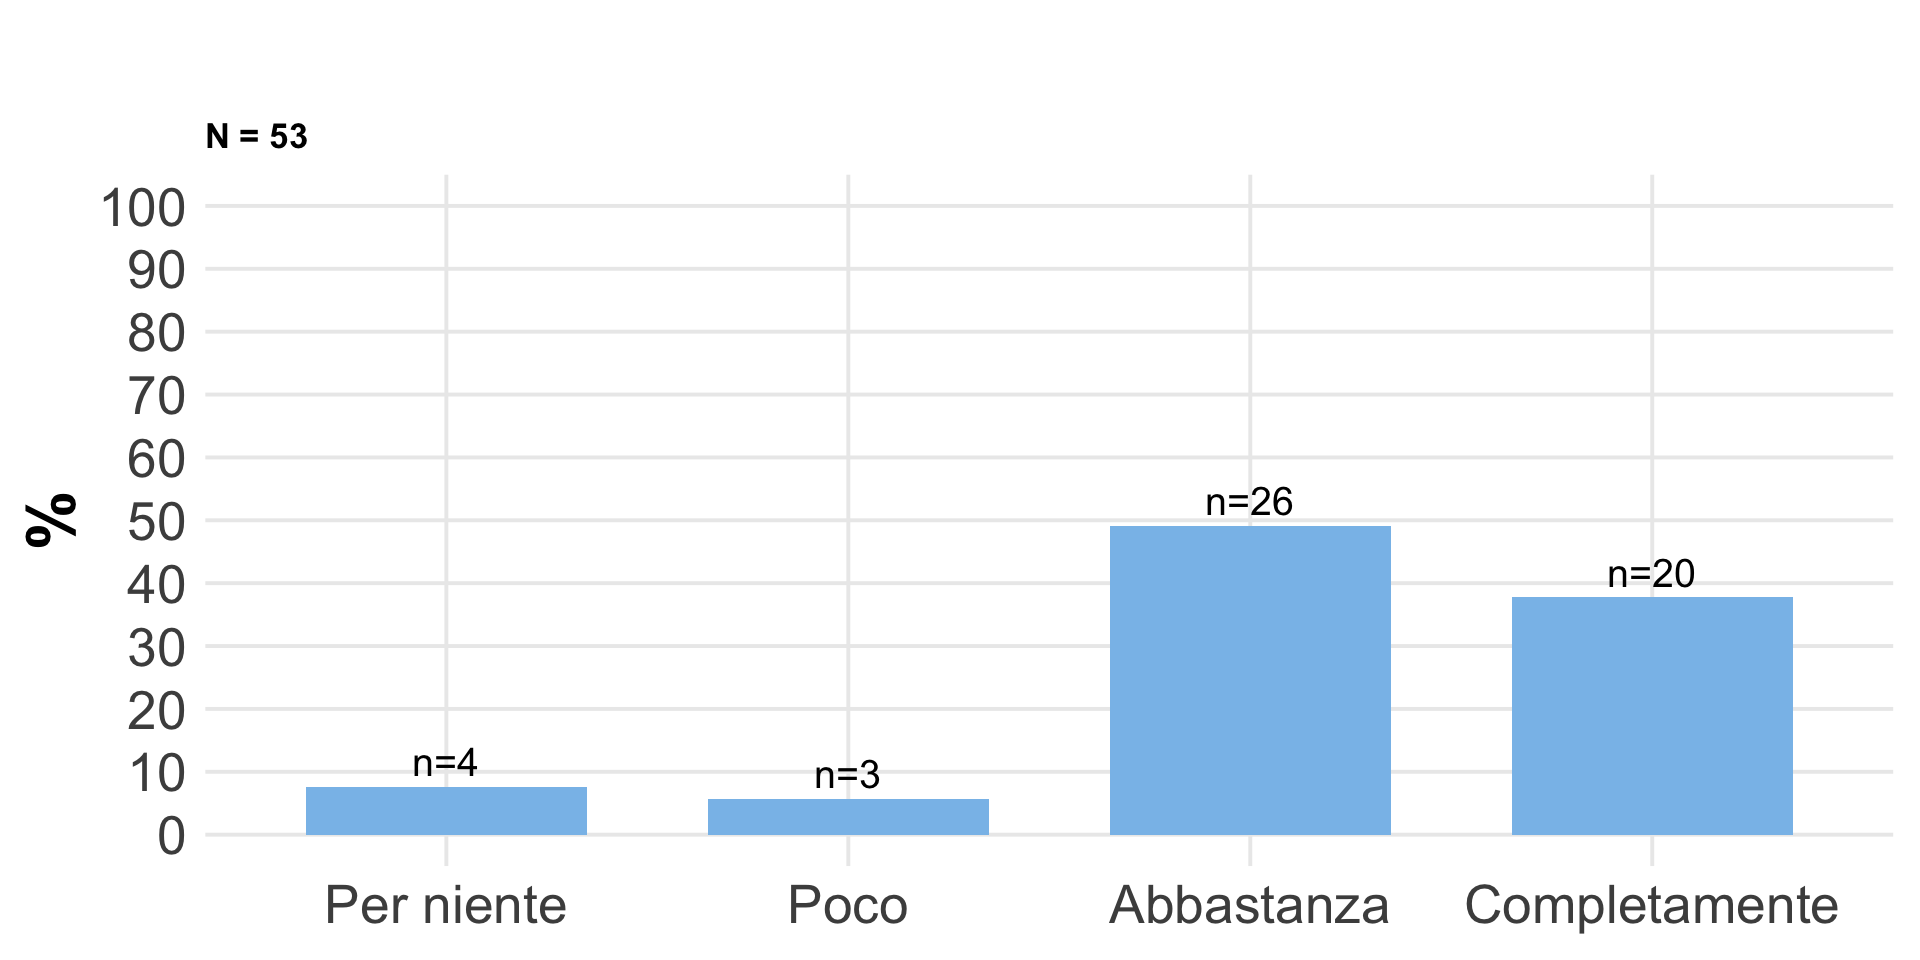 N = 53
100
90
80
70
60
50
40
30
20
10
0
%
n=4
n=3
n=26
n=20
Per niente
Poco
Abbastanza
Completamente